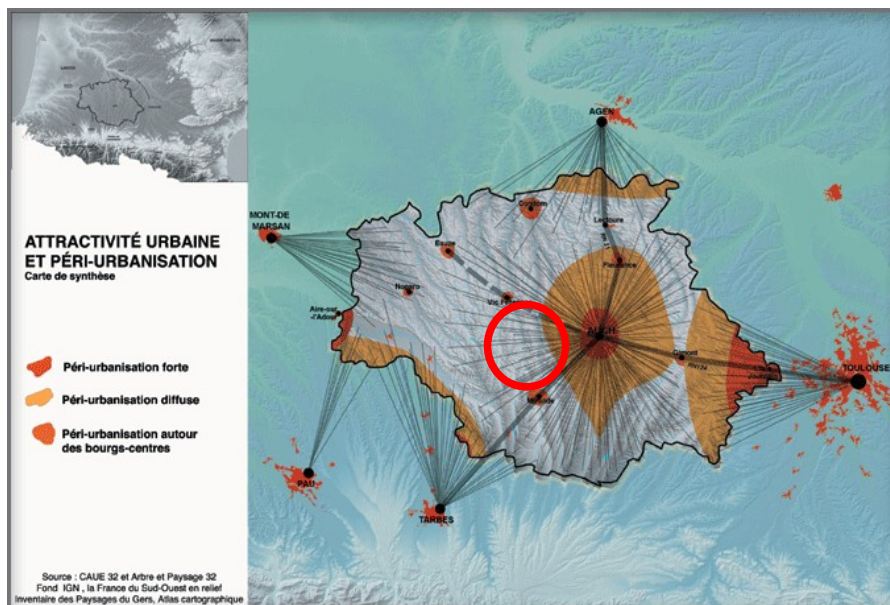 AGEN
MONT-DE
MARSAN
Condom
Lectoure
Eauze
Fleurance
ATTRACTIVITÉ URBAINE
ET PÉRI-URBANISATION
Carte de synthèse
Nogaro
Aire-sur
-l'Adour
AUCH
Gimont
TOULOUSE
Péri-urbanisation forte
Péri-urbanisation diffuse
Péri-urbanisation autour
des bourgs-centres
PAU
TARBES
Source : CAUE 32 et Arbre et Paysage 32
Fond IGN , la France du Sud-Ouest en relief
Inventaire des Paysages du Gers, Atlas cartographique